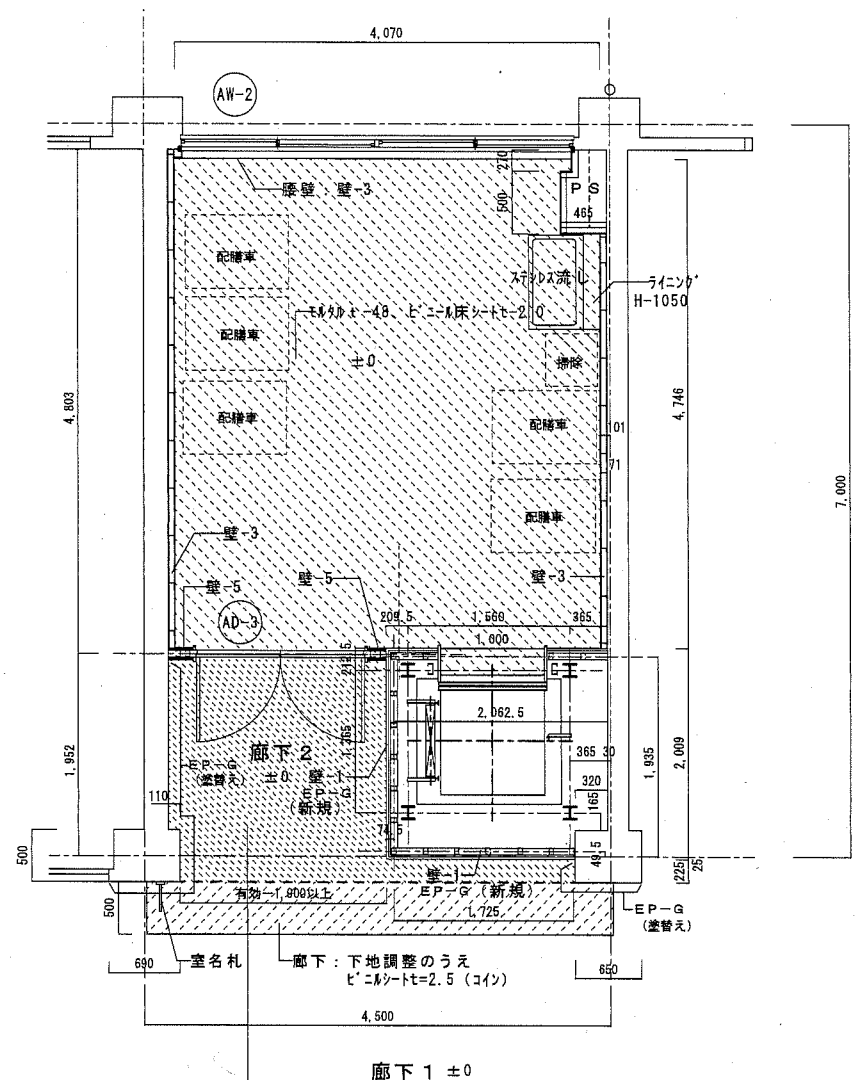 4,070
AW-2
腰壁：壁-3
270
500
PS
465
配膳車
ステンレス流し
ライニング
H-1050
モルタルt-48、ビニール床シートt-2.0
配膳車
±0
掃除
4,803
4,746
7,000
配膳車
配膳車
101
71
配膳車
壁-3
壁-5
壁-5
壁-3
AD-3
209.5
1,560
365
1,000
212.5
2,062.5
1,952
廊下2
±0
1,365
EP-G
(塗替え)
壁-1
EP-G
(新規)
365 30
320
165
1,935
2,009
110
74.5
49.5
500
壁-1
EP-G (新規)
225
25
有効-1,800以上
1,725
EP-G
(塗替え)
500
690
室名札
廊下：下地調整のうえ
ビニルシートt=2.5 (コイン)
650
4,500
廊下1 ±0